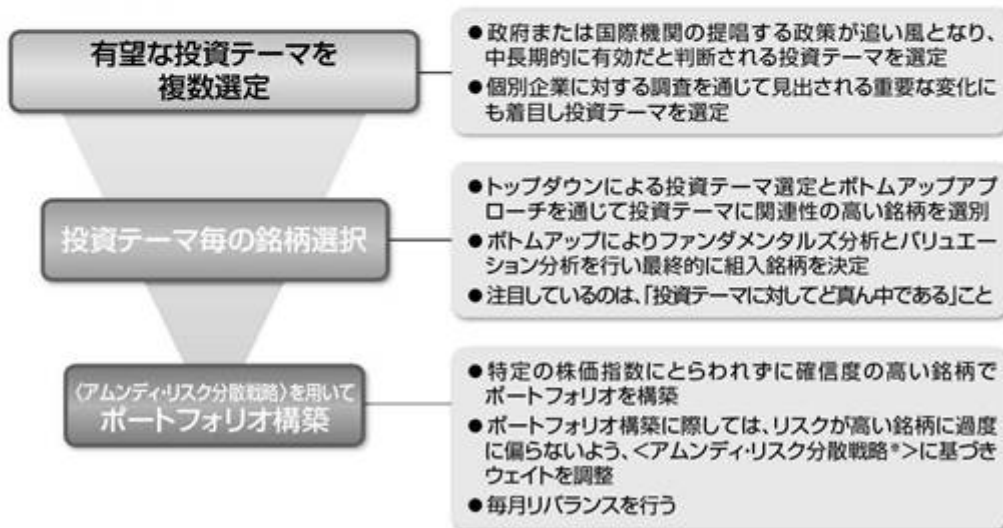 有望な投資テーマを
複数選定
●政府または国際機関の提唱する政策が追い風となり、
中長期的に有効だと判断される投資テーマを選定
●個別企業に対する調査を通じて見出される重要な変化に
も着目し投資テーマを選定
投資テーマ毎の銘柄選択
●トップダウンによる投資テーマ選定とボトムアップアプ
ローチを通じて投資テーマに関連性の高い銘柄を選別
●ボトムアップによりファンダメンタルズ分析とバリュエー
ション分析を行い最終的に組入銘柄を決定
●注目しているのは、「投資テーマに対してど真ん中である」こと
〈アムンディ・リスク分散戦略〉を用いて
ポートフォリオ構築
●特定の株価指数にとらわれずに確信度の高い銘柄で
ポートフォリオを構築
●ポートフォリオ構築に際しては、リスクが高い銘柄に過度
に偏らないよう、<アムンディ・リスク分散戦略*>に基づき
ウェイトを調整
●毎月リバランスを行う